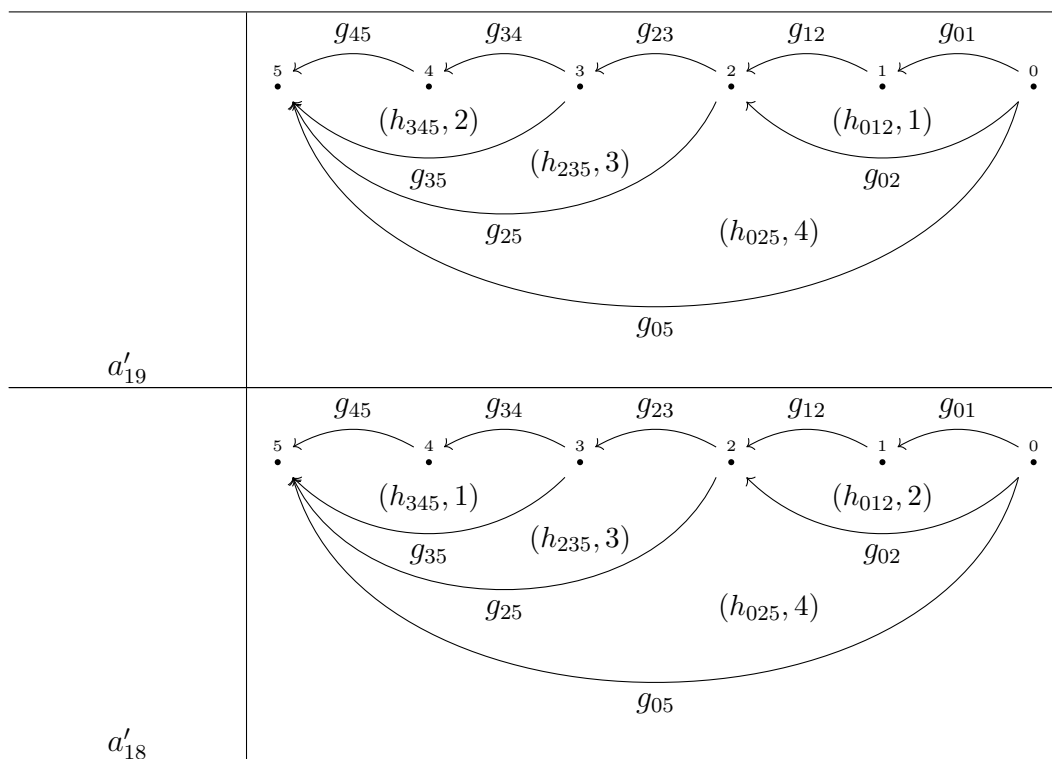 g₄₅ g₃₄ g₂₃ g₁₂ g₀₁
5 4 3 2 1 0
(h₃₄₅, 2) (h₀₁₂, 1)
(h₂₃₅, 3)
g₃₅ g₀₂
g₂₅ (h₀₂₅, 4)
g₀₅
a′₁₉
g₄₅ g₃₄ g₂₃ g₁₂ g₀₁
5 4 3 2 1 0
(h₃₄₅, 1) (h₀₁₂, 2)
(h₂₃₅, 3)
g₃₅ g₀₂
g₂₅ (h₀₂₅, 4)
g₀₅
a′₁₈